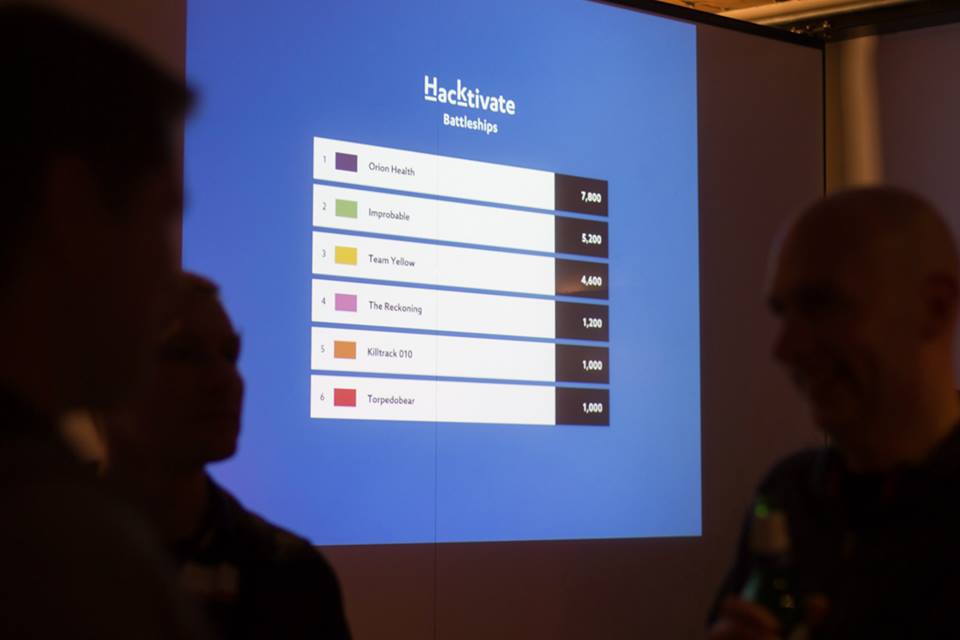 Hacktivate
Battleships
1 Orion Health 7,800
2 Improbable 5,200
3 Team Yellow 4,600
4 The Reckoning 1,200
5 Killtrack 010 1,000
6 Torpedobear 1,000